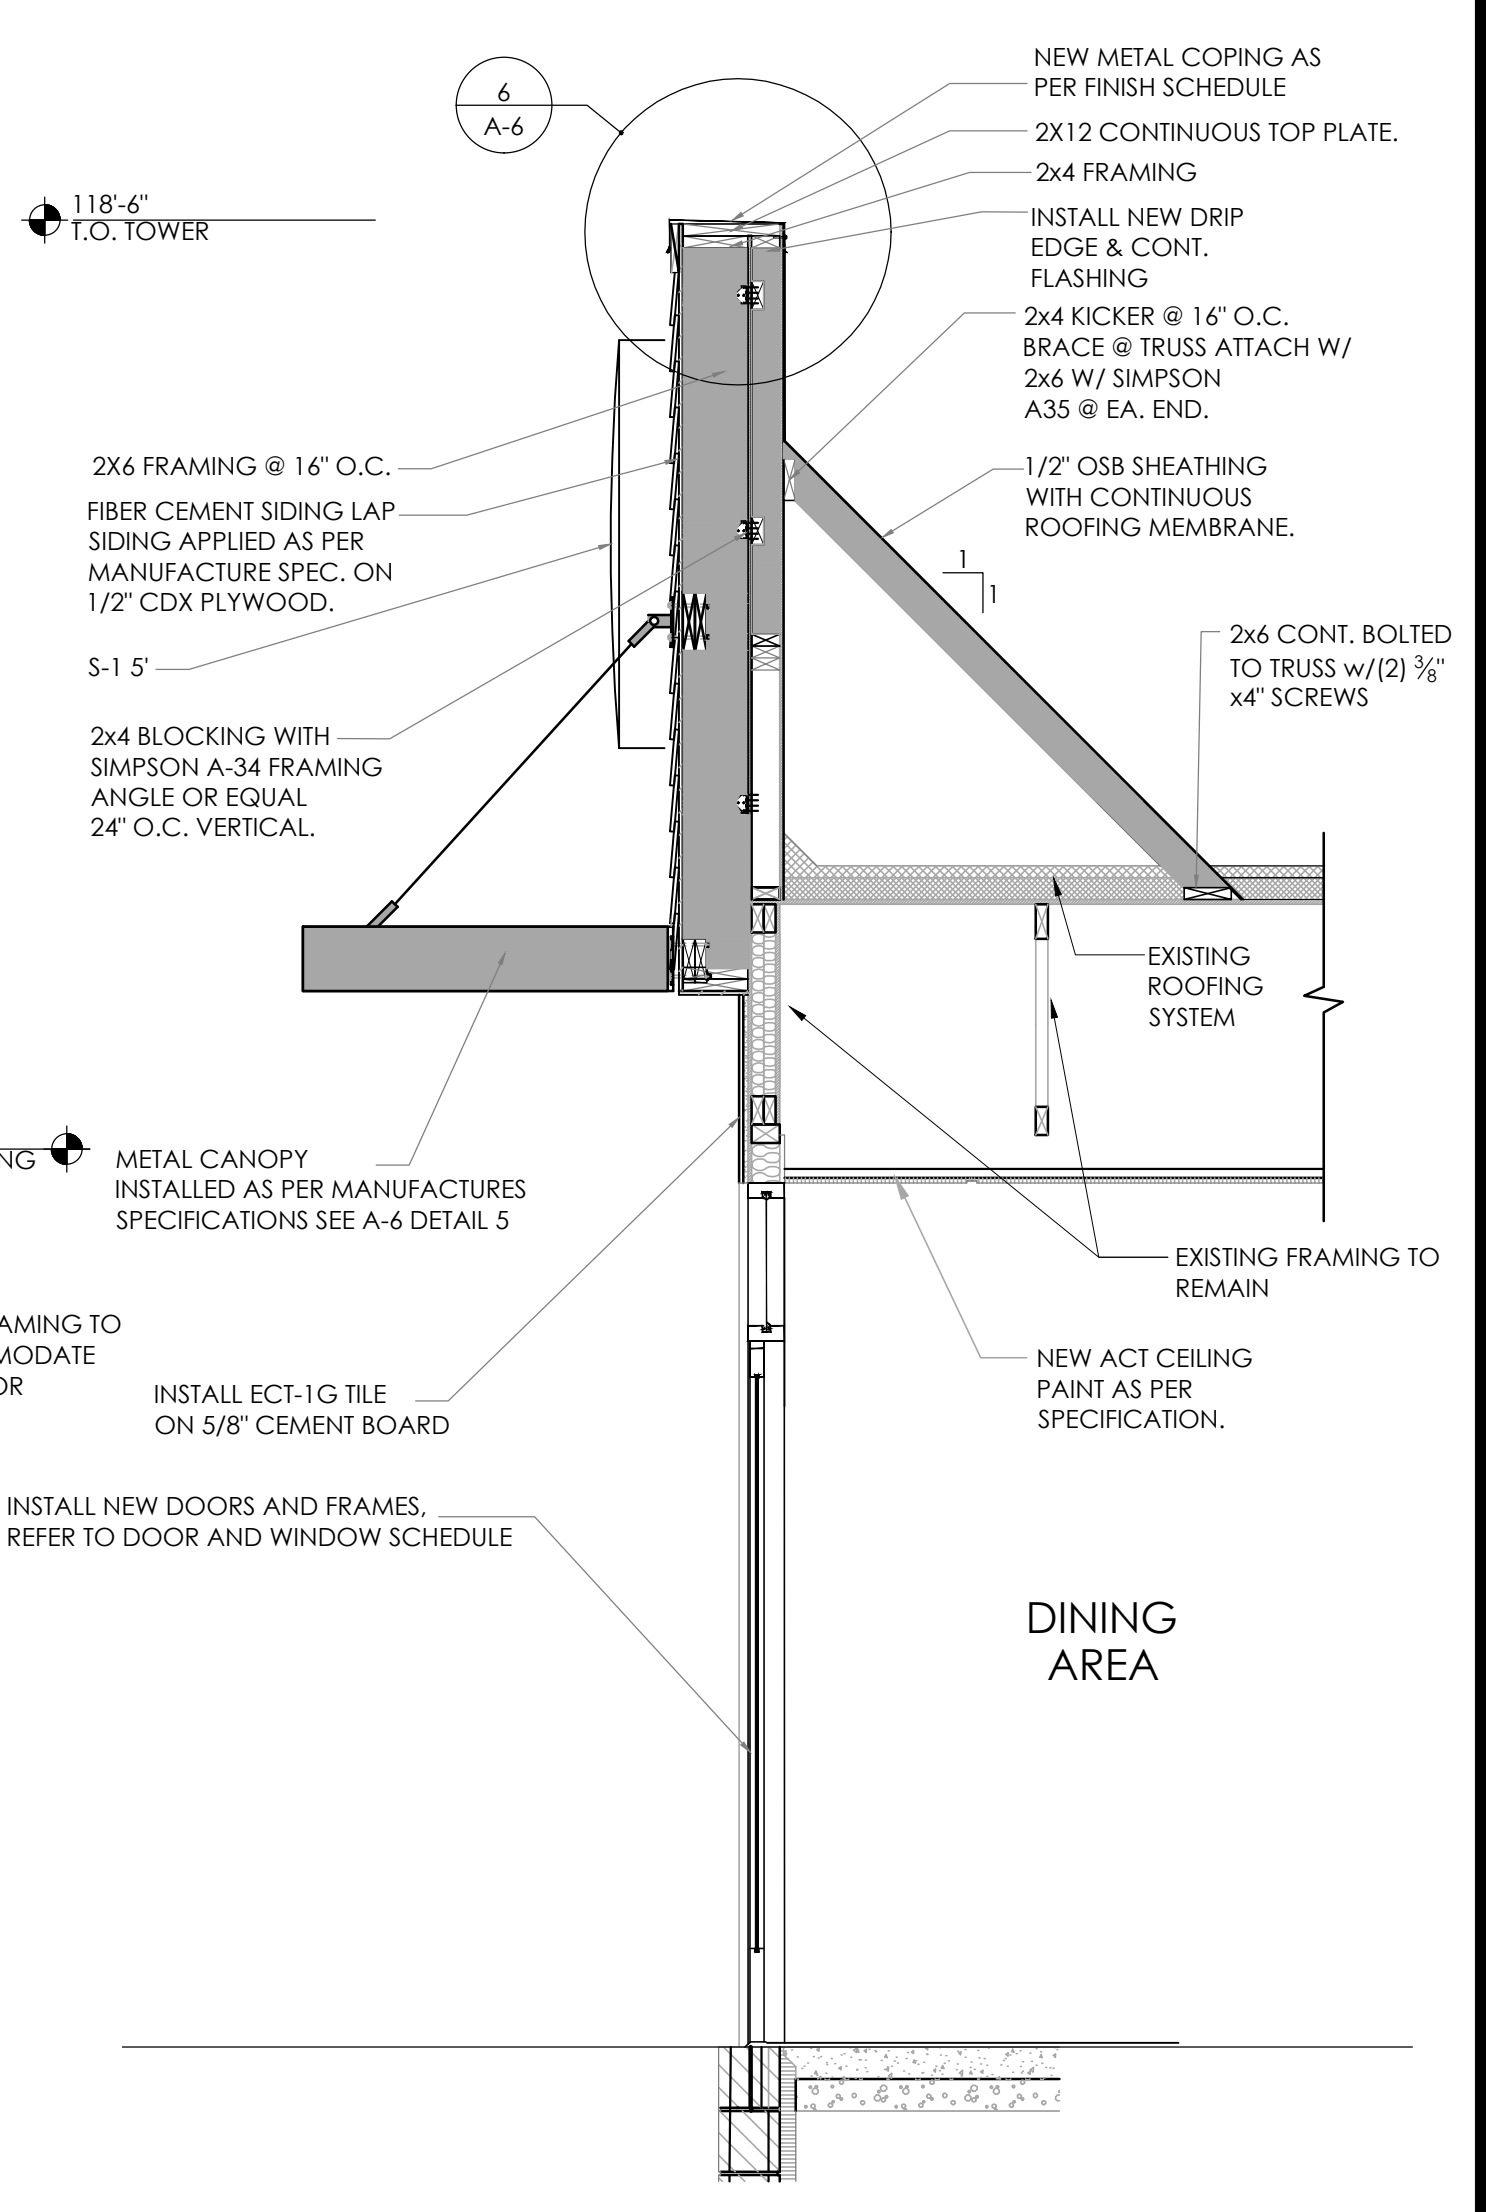 NEW METAL COPING AS
PER FINISH SCHEDULE
6
A-6
2X12 CONTINUOUS TOP PLATE.
2x4 FRAMING
118'-6"
T.O. TOWER
INSTALL NEW DRIP
EDGE & CONT.
FLASHING
2x4 KICKER @ 16" O.C.
BRACE @ TRUSS ATTACH W/
2x6 W/ SIMPSON
A35 @ EA. END.
2X6 FRAMING @ 16" O.C.
1/2" OSB SHEATHING
WITH CONTINUOUS
ROOFING MEMBRANE.
FIBER CEMENT SIDING LAP
SIDING APPLIED AS PER
MANUFACTURE SPEC. ON
1/2" CDX PLYWOOD.
1
1
2x6 CONT. BOLTED
TO TRUSS w/(2) ⅜"
x4" SCREWS
S-1 5'
2x4 BLOCKING WITH
SIMPSON A-34 FRAMING
ANGLE OR EQUAL
24" O.C. VERTICAL.
EXISTING
ROOFING
SYSTEM
NG
METAL CANOPY
INSTALLED AS PER MANUFACTURES
SPECIFICATIONS SEE A-6 DETAIL 5
EXISTING FRAMING TO
REMAIN
AMING TO
MODATE
OR
NEW ACT CEILING
PAINT AS PER
SPECIFICATION.
INSTALL ECT-1G TILE
ON 5/8" CEMENT BOARD
INSTALL NEW DOORS AND FRAMES,
REFER TO DOOR AND WINDOW SCHEDULE
DINING
AREA